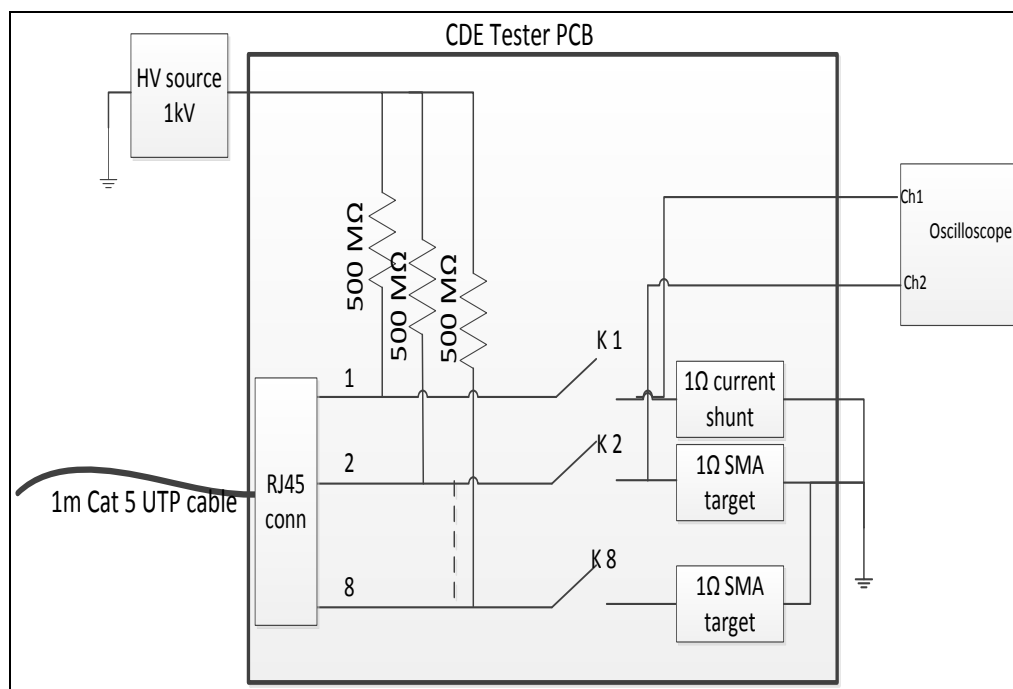 CDE Tester PCB
HV source
1kV
500 MΩ
500 MΩ
500 MΩ
Ch1
Oscilloscope
Ch2
K 1
1
1Ω current
shunt
K 2
2
1Ω SMA
target
RJ45
conn
1m Cat 5 UTP cable
K 8
8
1Ω SMA
target